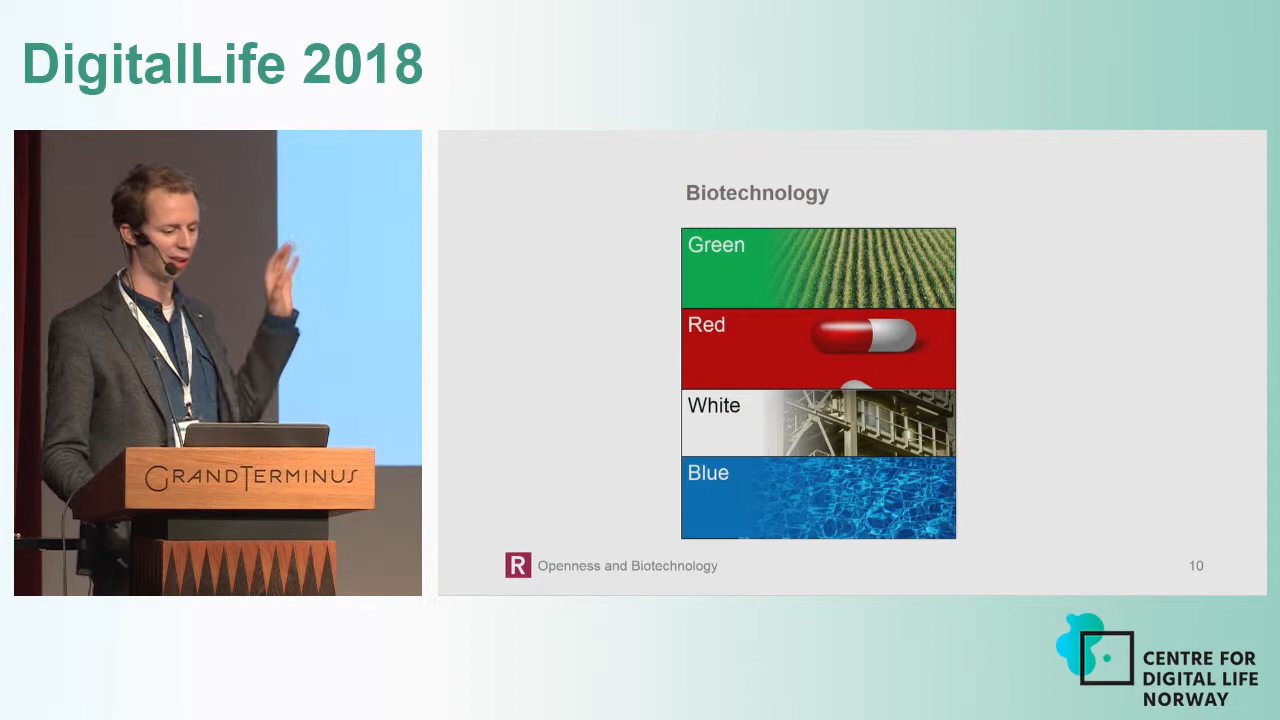 DigitalLife 2018
GRANDTERMINUS
Biotechnology
Green
Red
White
Blue
R Openness and Biotechnology
10
CENTRE FOR
DIGITAL LIFE
NORWAY